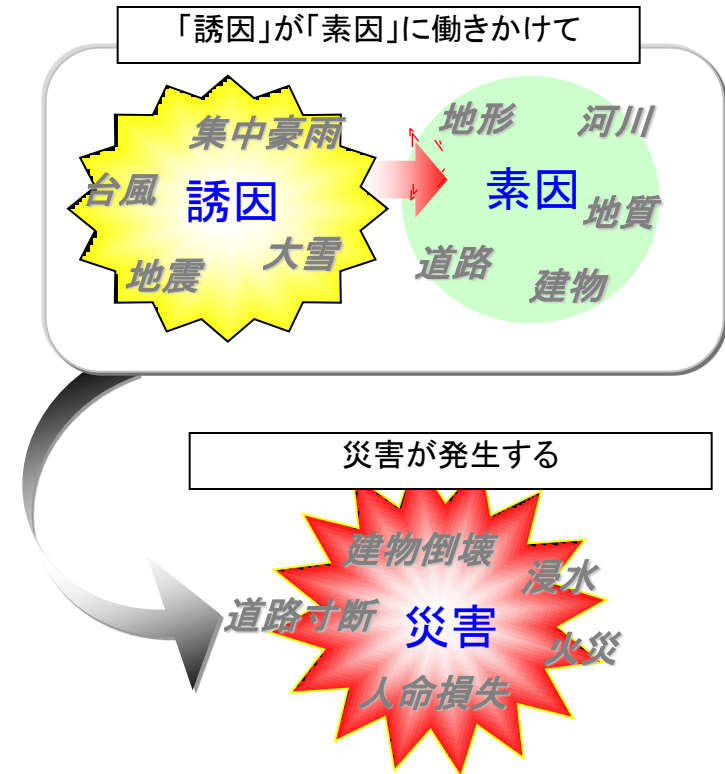 「誘因」が「素因」に働きかけて
集中豪雨
台風
誘因
大雪
地震
地形
河川
素因
地質
道路
建物
災害が発生する
建物倒壊
浸水
道路寸断
災害
火災
人命損失